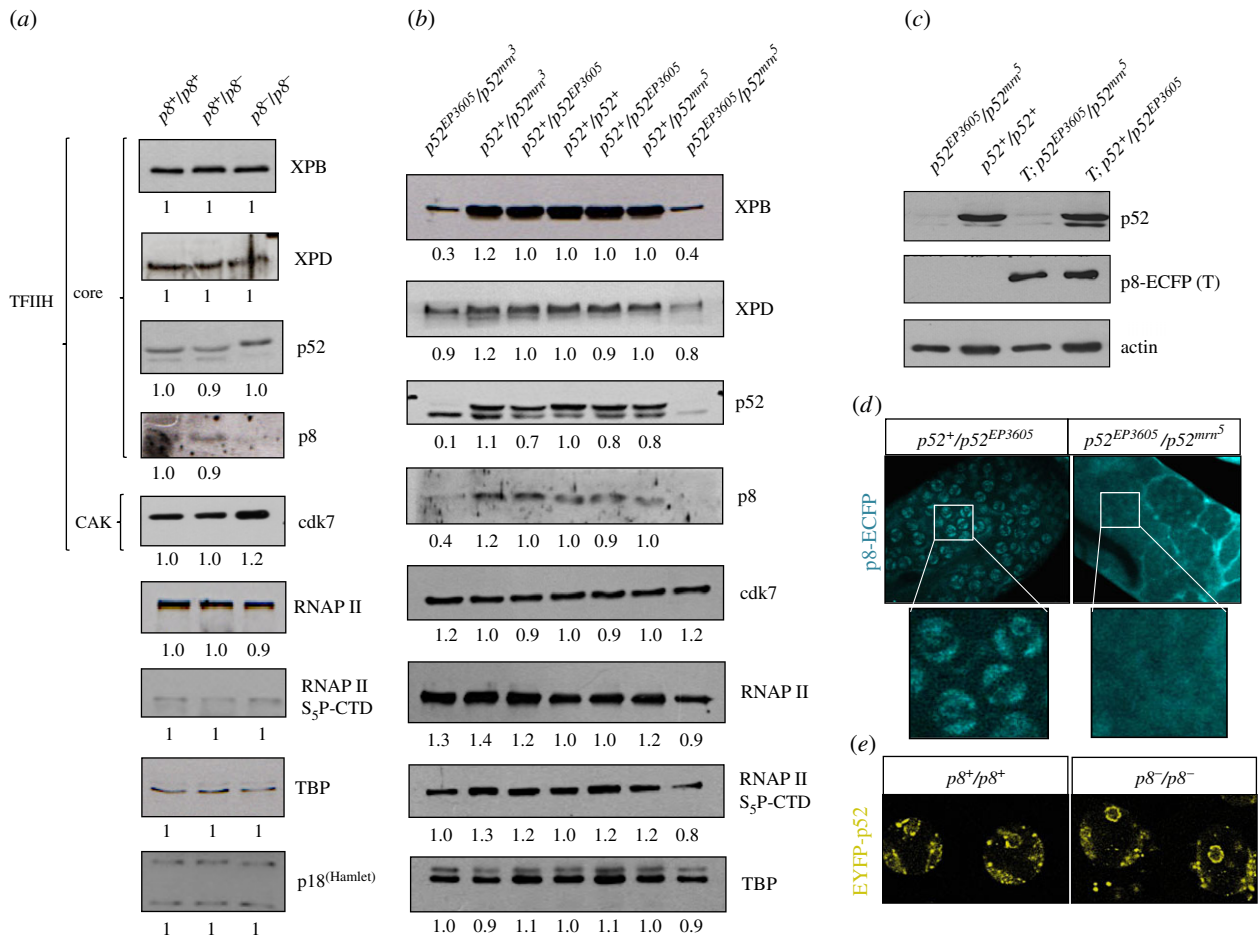 (a)
p8⁺/p8⁺
p8⁺/p8⁻
p8⁻/p8⁻
TFIIH
core
CAK
XPB
1 1 1
XPD
1 1 1
p52
1.0 0.9 1.0
p8
1.0 0.9
cdk7
1.0 1.0 1.2
RNAP II
1.0 1.0 0.9
RNAP II
S₅P-CTD
1 1 1
TBP
1 1 1
p18⁽ᴴᵃᵐˡᵉᵗ⁾
1 1 1
(b)
p52ᴱᴾ³⁶⁰⁵/p52ᵐʳⁿ³
p52⁺/p52ᵐʳⁿ³
p52⁺/p52ᴱᴾ³⁶⁰⁵
p52⁺/p52⁺
p52⁺/p52ᴱᴾ³⁶⁰⁵
p52⁺/p52ᵐʳⁿ⁵
p52ᴱᴾ³⁶⁰⁵/p52ᵐʳⁿ⁵
XPB
0.3 1.2 1.0 1.0 1.0 1.0 0.4
XPD
0.9 1.2 1.0 1.0 0.9 1.0 0.8
p52
0.1 1.1 0.7 1.0 0.8 0.8
p8
0.4 1.2 1.0 1.0 0.9 1.0
cdk7
1.2 1.0 0.9 1.0 0.9 1.0 1.2
RNAP II
1.3 1.4 1.2 1.0 1.0 1.2 0.9
RNAP II
S₅P-CTD
1.0 1.3 1.1 1.0 1.2 1.2 0.8
TBP
1.0 0.9 1.1 1.0 1.1 1.0 0.9
(c)
p52ᴱᴾ³⁶⁰⁵/p52ᵐʳⁿ⁵
p52⁺/p52⁺
T; p52ᴱᴾ³⁶⁰⁵/p52ᵐʳⁿ⁵
T; p52⁺/p52ᴱᴾ³⁶⁰⁵
p52
p8-ECFP (T)
actin
(d)
p52⁺/p52ᴱᴾ³⁶⁰⁵
p52ᴱᴾ³⁶⁰⁵/p52ᵐʳⁿ⁵
p8-ECFP
(e)
p8⁺/p8⁺
p8⁻/p8⁻
EYFP-p52